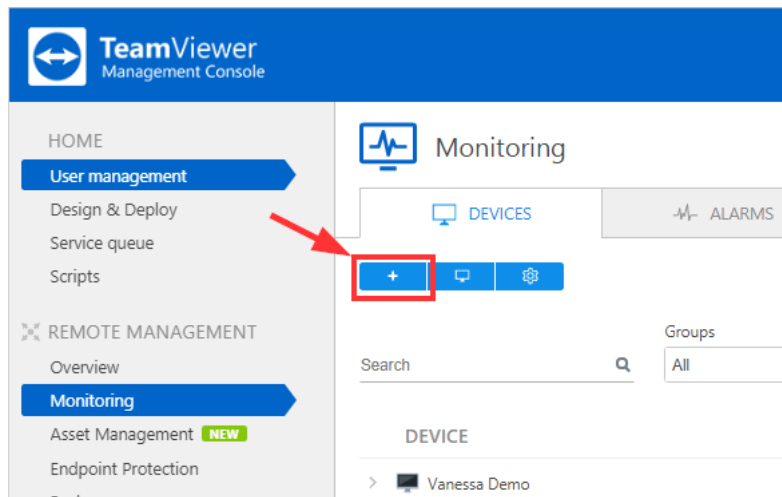 TeamViewer
Management Console
HOME
User management
Design & Deploy
Service queue
Scripts
REMOTE MANAGEMENT
Overview
Monitoring
Asset Management NEW
Endpoint Protection
Monitoring
DEVICES
ALARMS
Groups
Search
All
DEVICE
Vanessa Demo